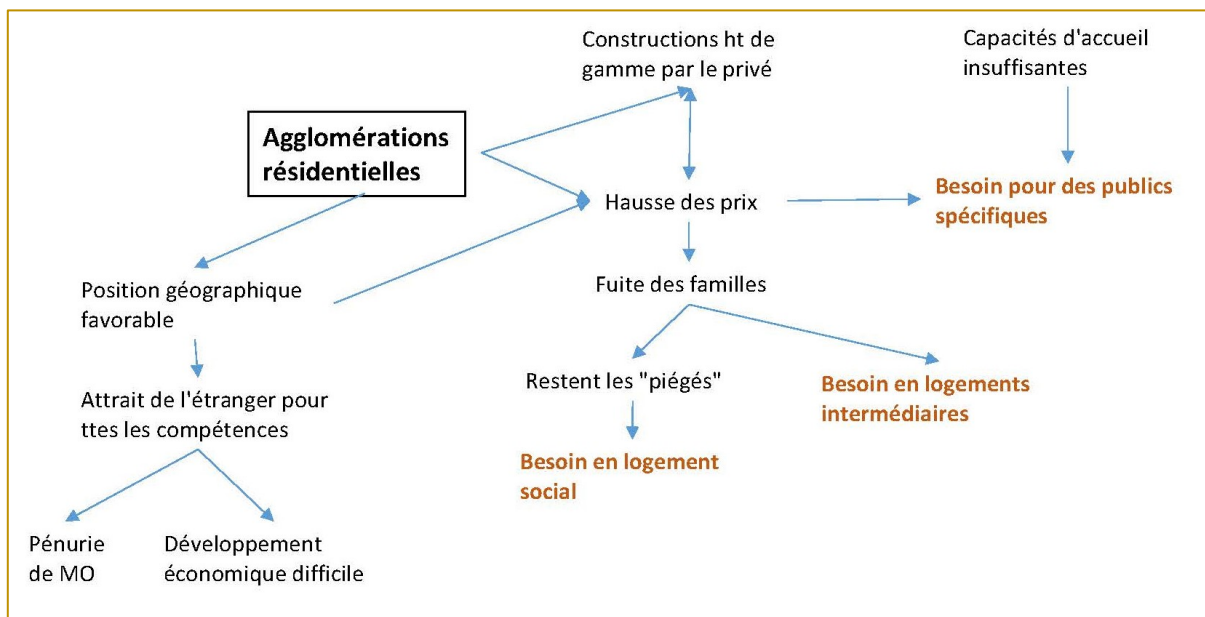 Constructions ht de
gamme par le privé
Capacités d'accueil
insuffisantes
Agglomérations
résidentielles
Hausse des prix
Besoin pour des publics
spécifiques
Position géographique
favorable
Fuite des familles
Attrait de l'étranger pour
ttes les compétences
Restent les "piégés"
Besoin en logements
intermédiaires
Besoin en logement
social
Pénurie
de MO
Développement
économique difficile